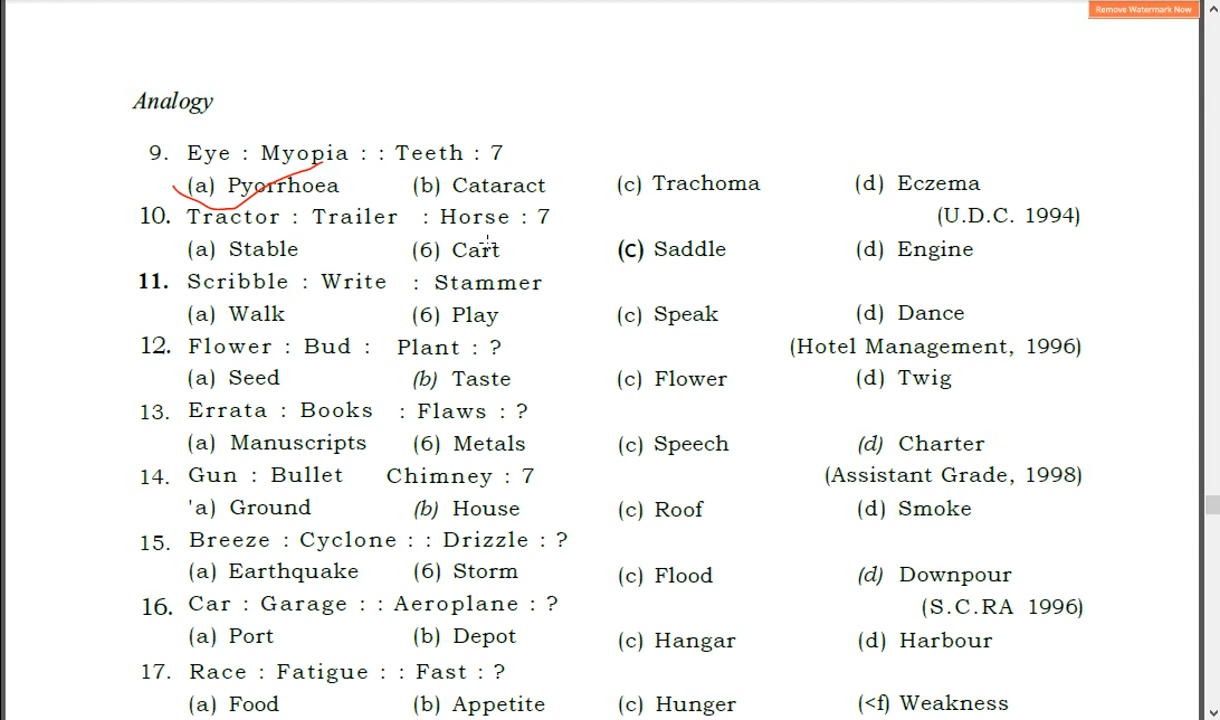 Remove Watermark Now
Analogy
9. Eye : Myopia : : Teeth : 7
(a) Pyorrhoea (b) Cataract (c) Trachoma (d) Eczema
10. Tractor : Trailer : Horse : 7 (U.D.C. 1994)
(a) Stable (6) Cart (C) Saddle (d) Engine
11. Scribble : Write : Stammer
(a) Walk (6) Play (c) Speak (d) Dance
12. Flower : Bud : Plant : ? (Hotel Management, 1996)
(a) Seed (b) Taste (c) Flower (d) Twig
13. Errata : Books : Flaws : ?
(a) Manuscripts (6) Metals (c) Speech (d) Charter
14. Gun : Bullet Chimney : 7 (Assistant Grade, 1998)
'a) Ground (b) House (c) Roof (d) Smoke
15. Breeze : Cyclone : : Drizzle : ?
(a) Earthquake (6) Storm (c) Flood (d) Downpour
16. Car : Garage : : Aeroplane : ? (S.C.RA 1996)
(a) Port (b) Depot (c) Hangar (d) Harbour
17. Race : Fatigue : : Fast : ?
(a) Food (b) Appetite (c) Hunger (<f) Weakness